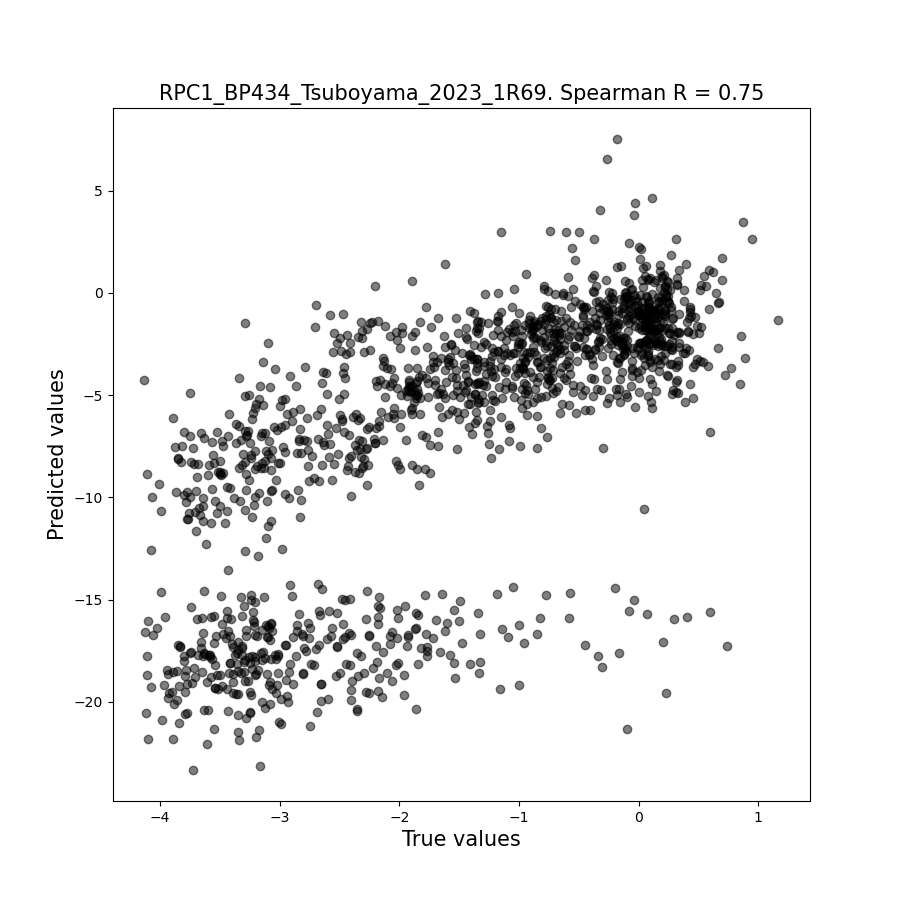 RPC1_BP434_Tsuboyama_2023_1R69. Spearman R = 0.75
5
0
−5
−10
−15
−20
Predicted values
−4 −3 −2 −1 0 1
True values